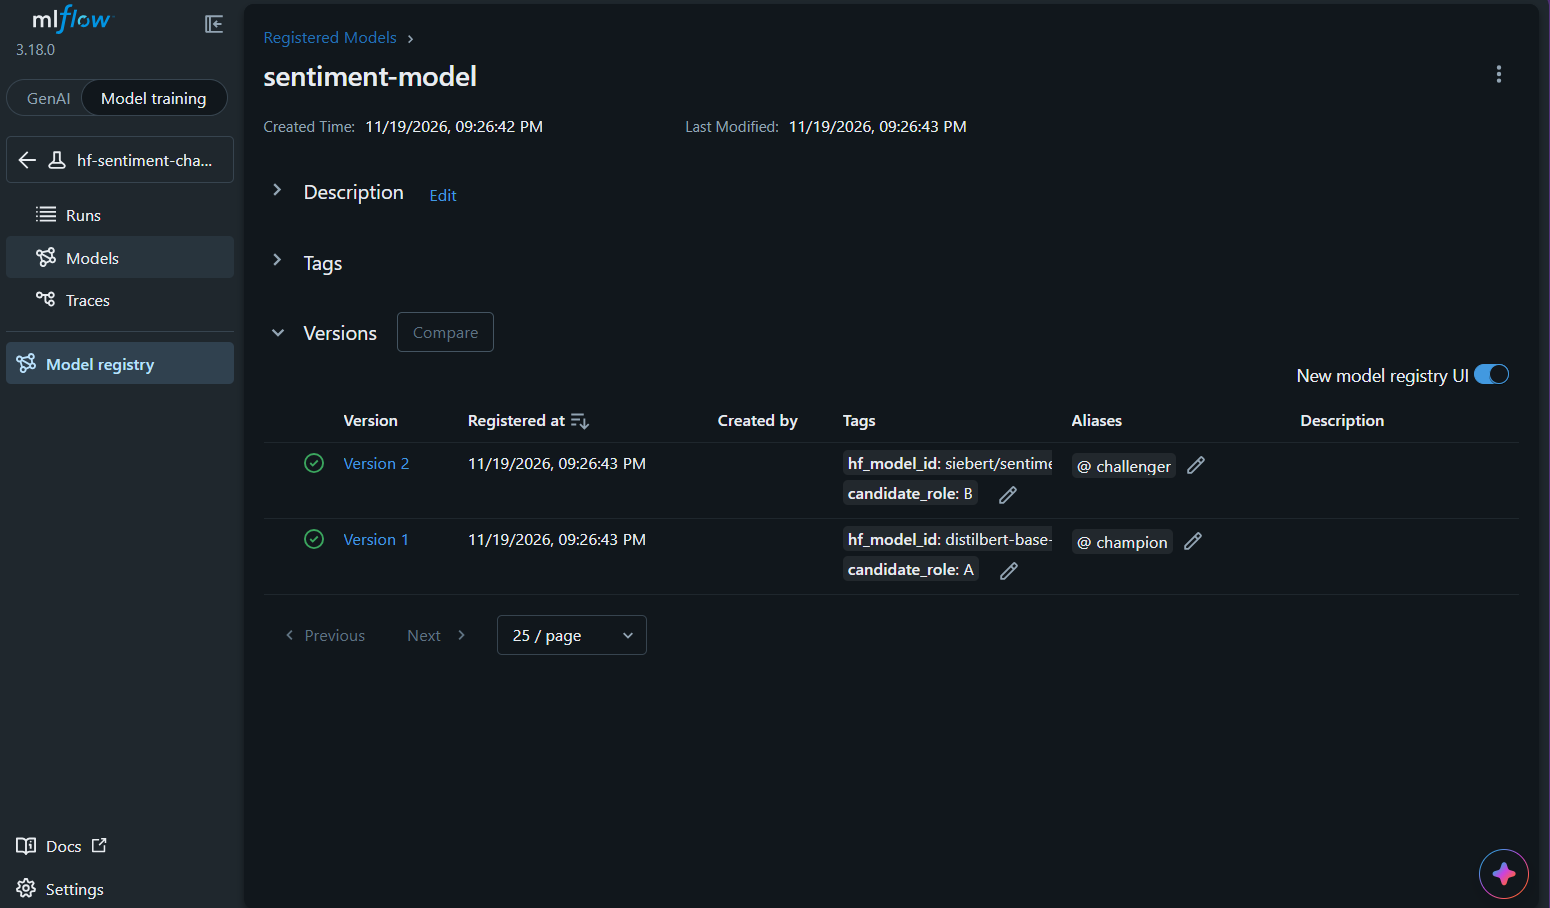 mlflow
3.18.0
GenAI
Model training
hf-sentiment-cha...
Runs
Models
Traces
Model registry
Docs
Settings
Registered Models
sentiment-model
Created Time: 11/19/2026, 09:26:42 PM
Last Modified: 11/19/2026, 09:26:43 PM
Description Edit
Tags
Versions Compare
New model registry UI
Version Registered at Created by Tags Aliases Description
Version 2 11/19/2026, 09:26:43 PM hf_model_id: siebert/sentime @ challenger
candidate_role: B
Version 1 11/19/2026, 09:26:43 PM hf_model_id: distilbert-base- @ champion
candidate_role: A
Previous Next 25 / page